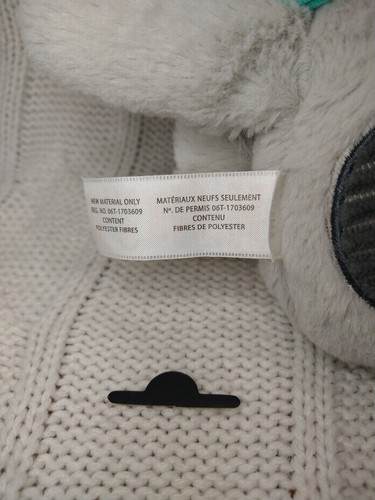 NEW MATERIAL ONLY
REG. NO. 06T-1703609
CONTENT
POLYESTER FIBRES
MATÉRIAUX NEUFS SEULEMENT
Nº. DE PERMIS 06T-1703609
CONTENU
FIBRES DE POLYESTER